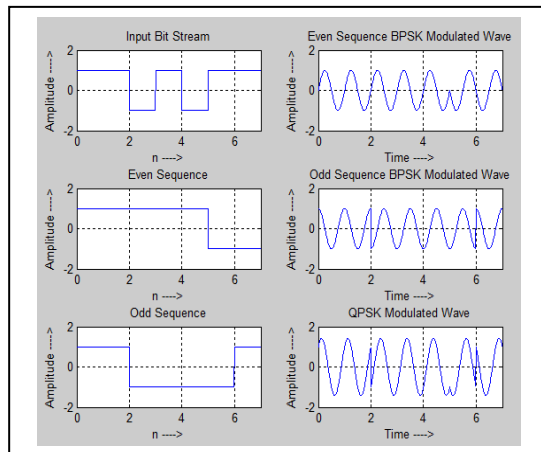 Input Bit Stream
Even Sequence BPSK Modulated Wave
2
0
-2
Amplitude ---->
0 2 4 6
n ---->
2
0
-2
Amplitude ---->
0 2 4 6
Time ---->
Even Sequence
Odd Sequence BPSK Modulated Wave
2
0
-2
Amplitude ---->
0 2 4 6
n ---->
2
0
-2
Amplitude ---->
0 2 4 6
Time ---->
Odd Sequence
QPSK Modulated Wave
2
0
-2
Amplitude ---->
0 2 4 6
n ---->
2
0
-2
Amplitude ---->
0 2 4 6
Time ---->